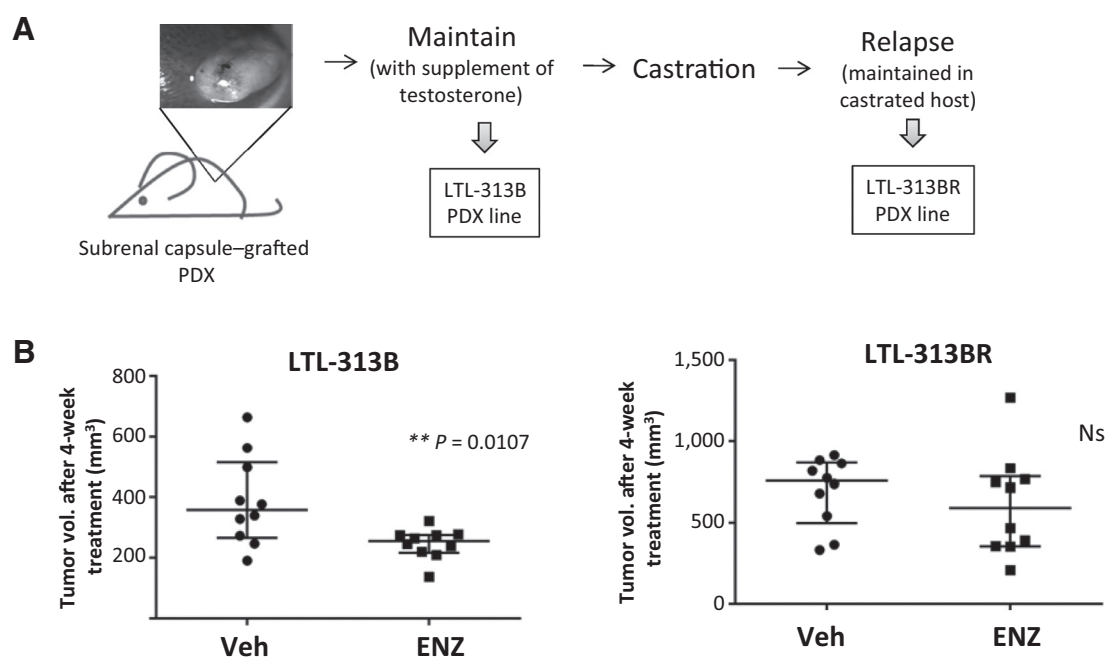 A
Maintain
(with supplement of
testosterone)
Castration
Relapse
(maintained in
castrated host)
LTL-313B
PDX line
LTL-313BR
PDX line
Subrenal capsule–grafted
PDX
B
LTL-313B
Tumor vol. after 4-week
treatment (mm³)
800
600
400
200
** P = 0.0107
Veh
ENZ
LTL-313BR
Tumor vol. after 4-week
treatment (mm³)
1,500
1,000
500
0
Ns
Veh
ENZ